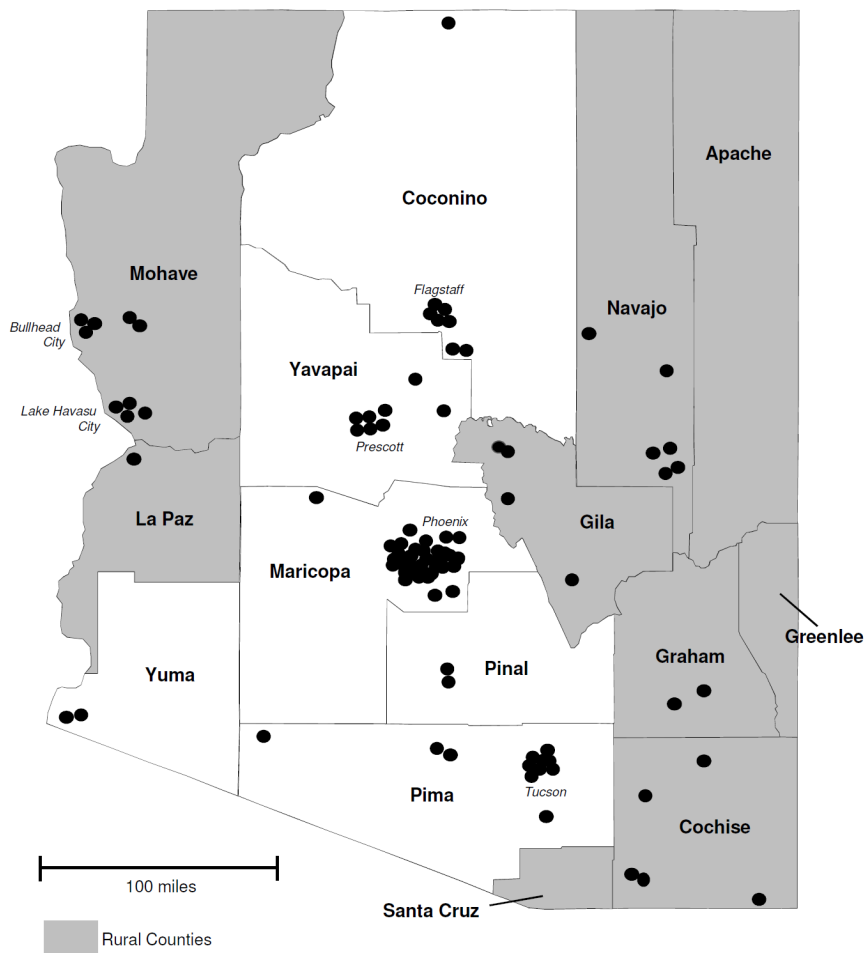 Apache
Coconino
Mohave
Flagstaff
Navajo
Bullhead
City
Yavapai
Lake Havasu
City
Prescott
La Paz
Phoenix
Gila
Maricopa
Greenlee
Graham
Pinal
Yuma
Tucson
Pima
Cochise
100 miles
Santa Cruz
Rural Counties